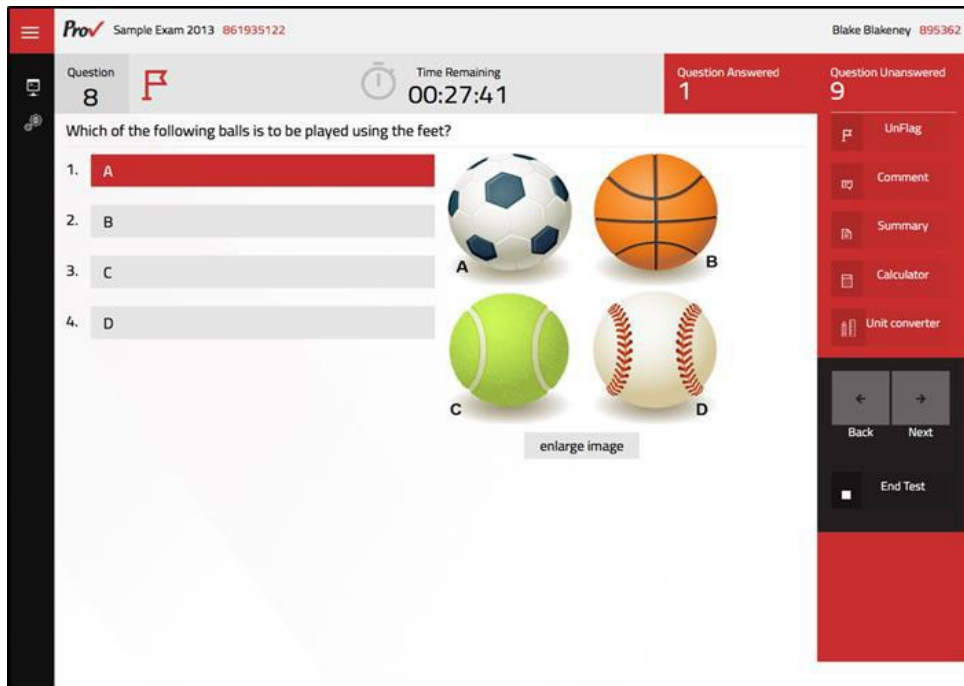 Prov Sample Exam 2013 861935122
Blake Blakeney 895362
Question
8
Time Remaining
00:27:41
Question Answered
1
Question Unanswered
9
Which of the following balls is to be played using the feet?
1. A
2. B
3. C
4. D
A
B
C
D
enlarge image
UnFlag
Comment
Summary
Calculator
Unit converter
Back
Next
End Test